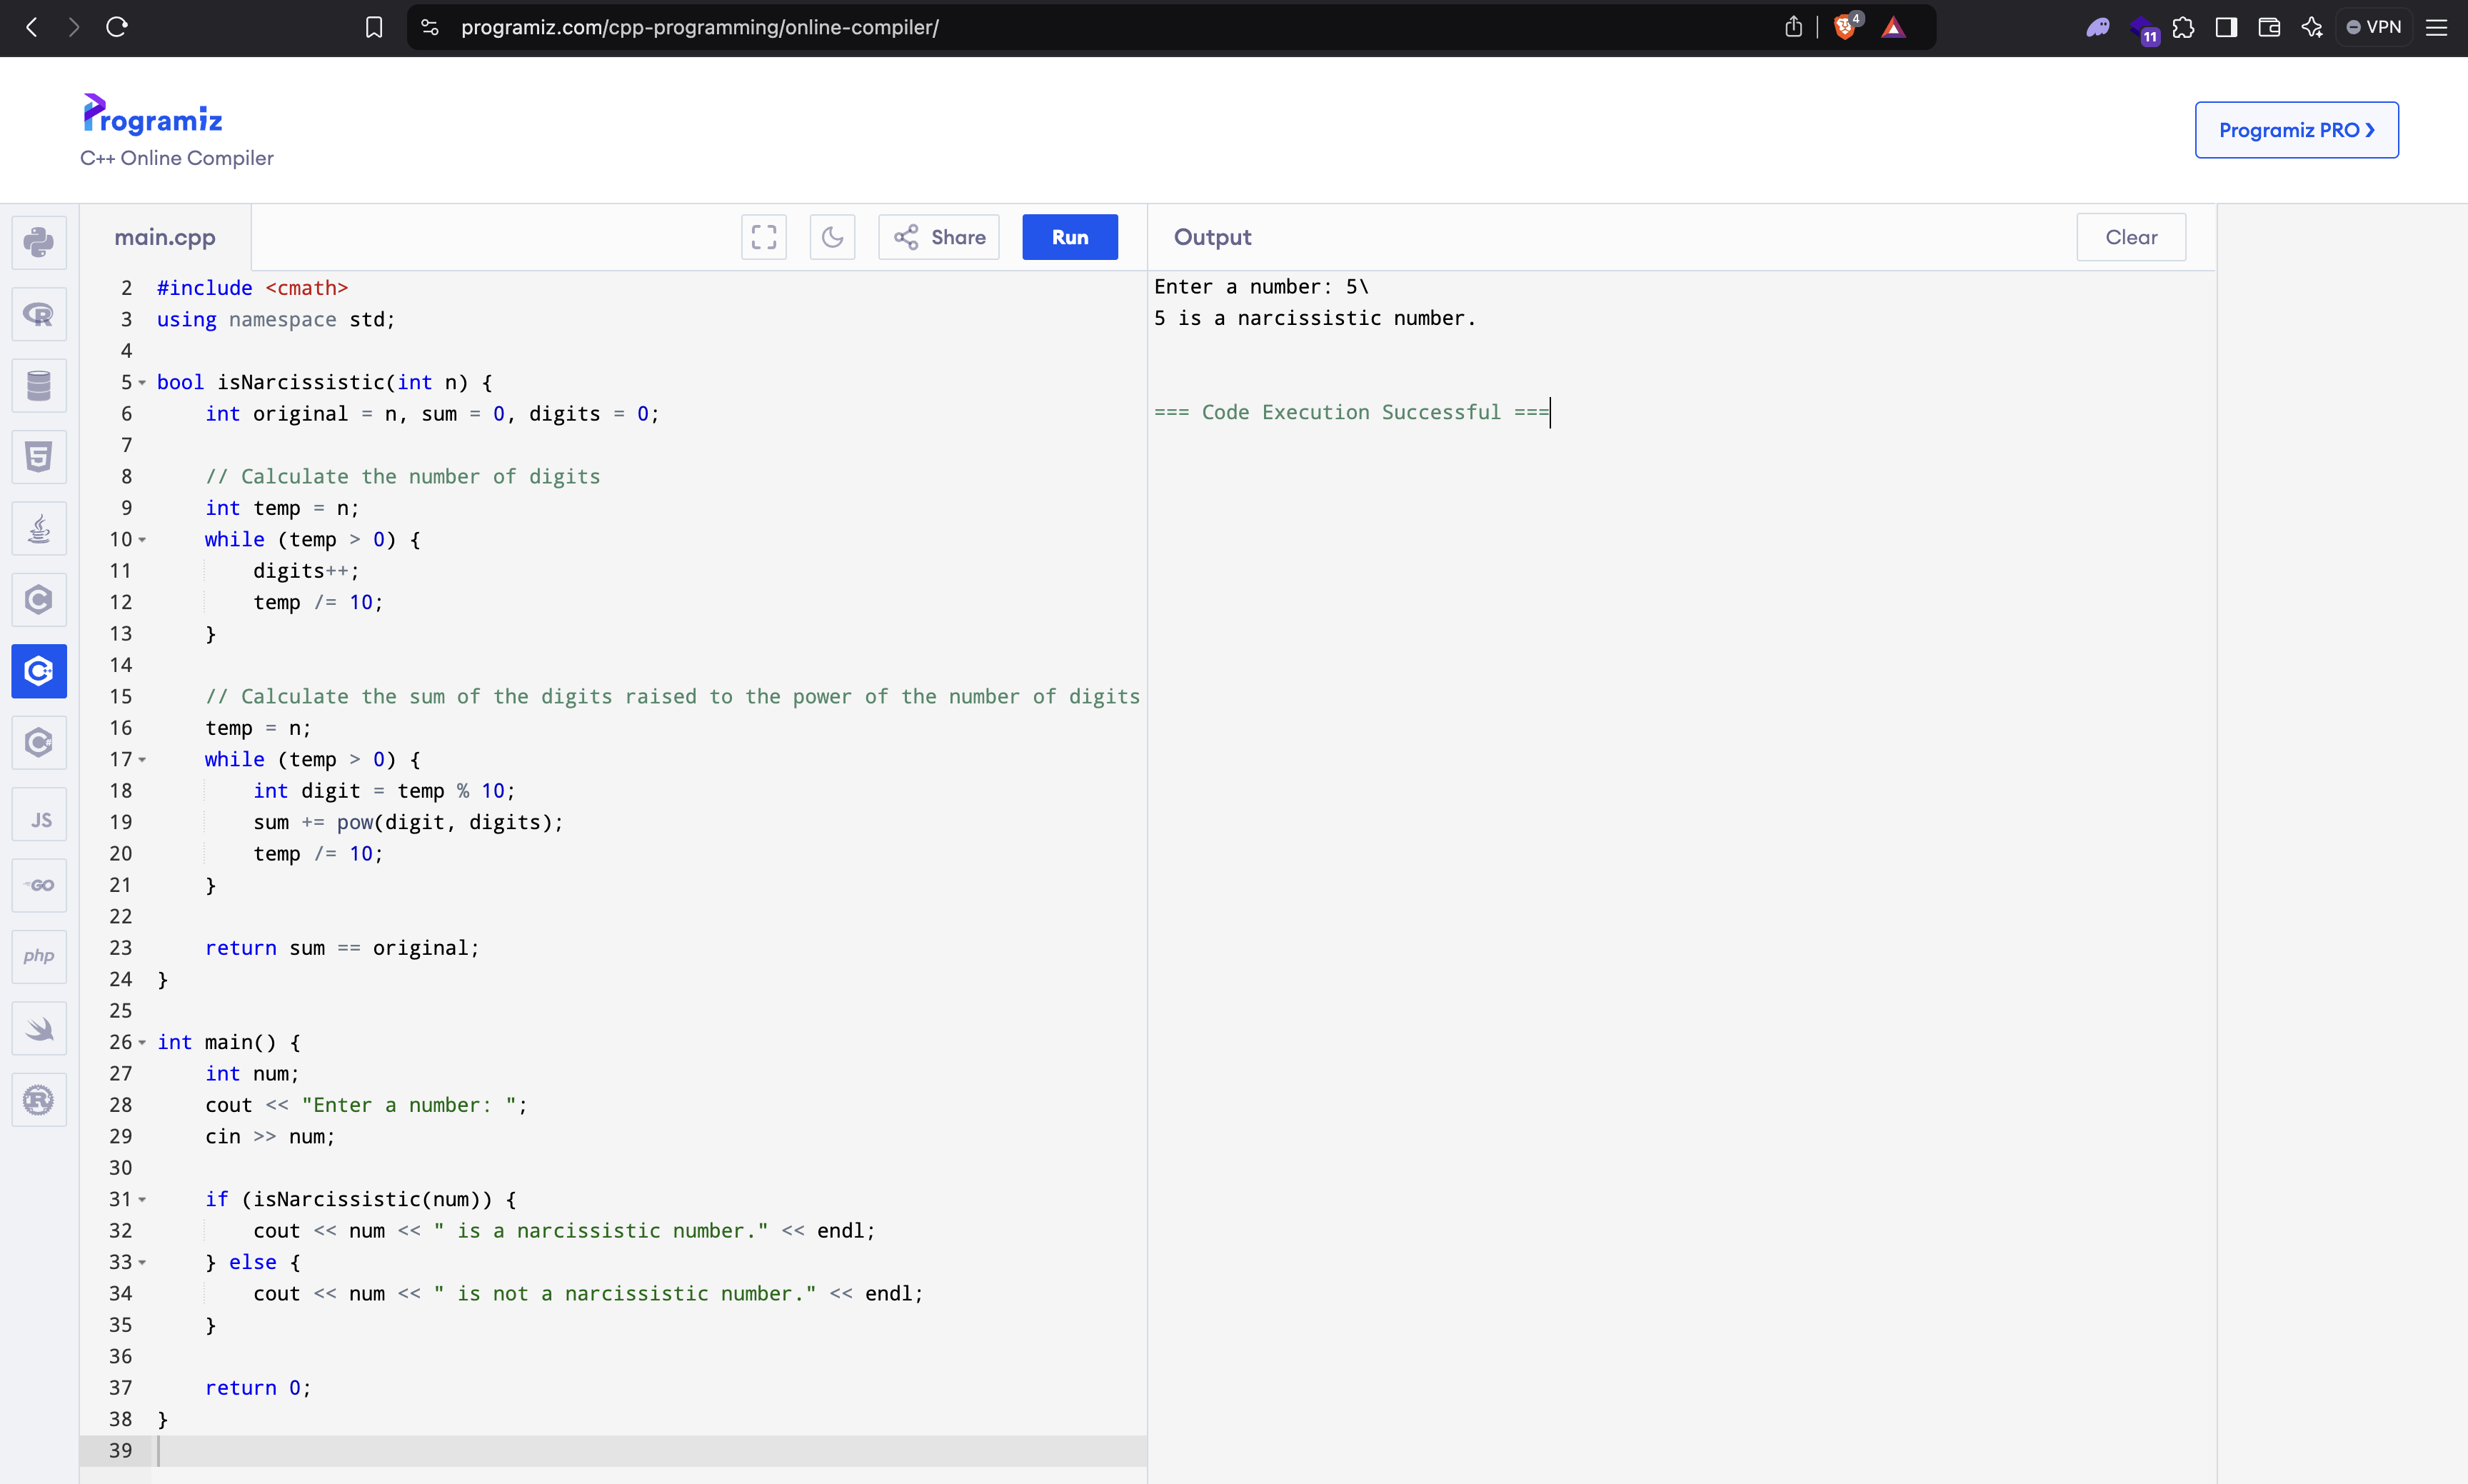 programiz.com/cpp-programming/online-compiler/
4
11
VPN
Programiz
C++ Online Compiler
Programiz PRO ❯
main.cpp
Share
Run
Output
Clear
2 #include <cmath>
3 using namespace std;
4
5 bool isNarcissistic(int n) {
6     int original = n, sum = 0, digits = 0;
7
8     // Calculate the number of digits
9     int temp = n;
10     while (temp > 0) {
11         digits++;
12         temp /= 10;
13     }
14
15     // Calculate the sum of the digits raised to the power of the number of digits
16     temp = n;
17     while (temp > 0) {
18         int digit = temp % 10;
19         sum += pow(digit, digits);
20         temp /= 10;
21     }
22
23     return sum == original;
24 }
25
26 int main() {
27     int num;
28     cout << "Enter a number: ";
29     cin >> num;
30
31     if (isNarcissistic(num)) {
32         cout << num << " is a narcissistic number." << endl;
33     } else {
34         cout << num << " is not a narcissistic number." << endl;
35     }
36
37     return 0;
38 }
39
Enter a number: 5\
5 is a narcissistic number.
=== Code Execution Successful ===
R
5
C
C++
C#
JS
GO
php
R